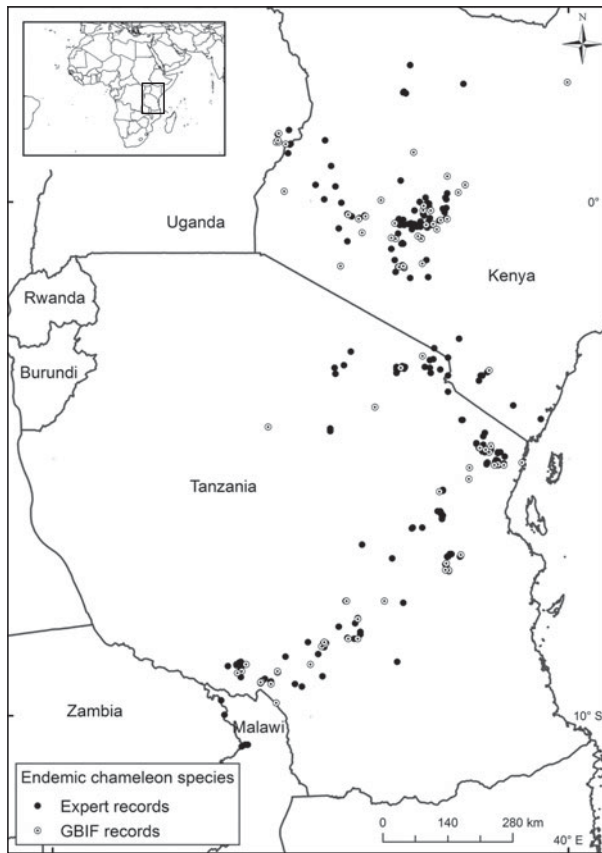 N
0°
Uganda
Kenya
Rwanda
Burundi
Tanzania
Zambia
Malawi
10° S
Endemic chameleon species
Expert records
GBIF records
0 140 280 km
40° E